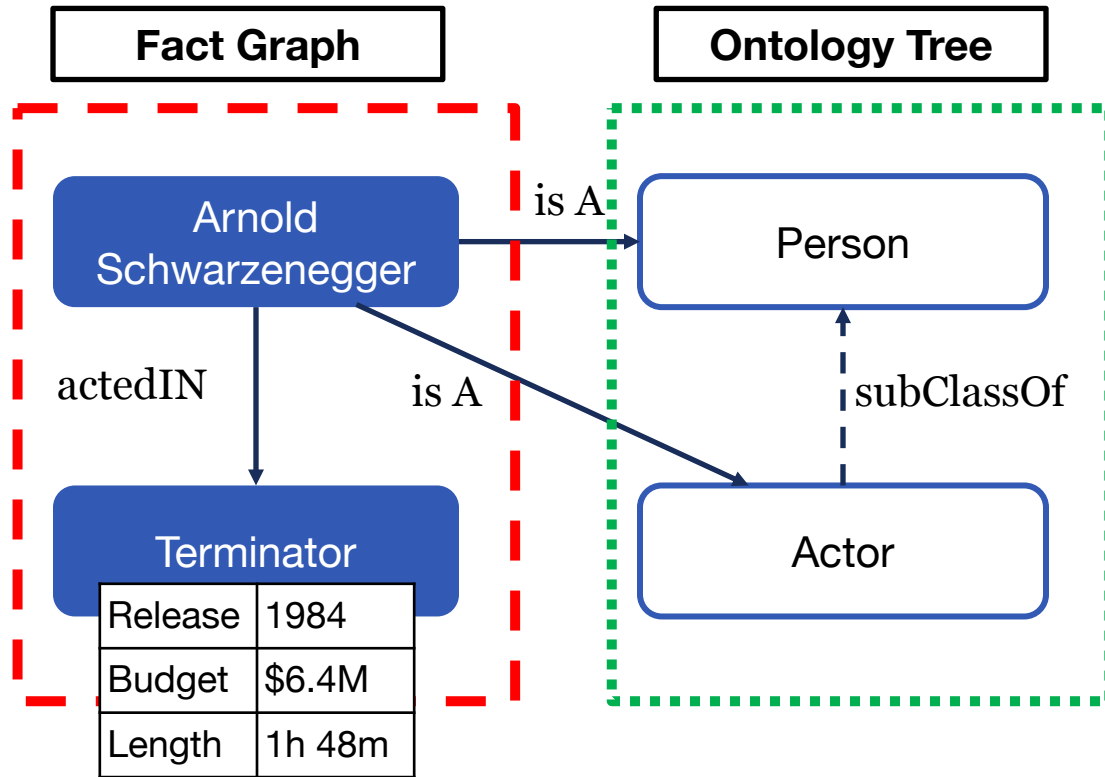 Fact Graph
Ontology Tree
Arnold
Schwarzenegger
is A
Person
actedIN
is A
subClassOf
Terminator
Actor
Release 1984
Budget $6.4M
Length 1h 48m